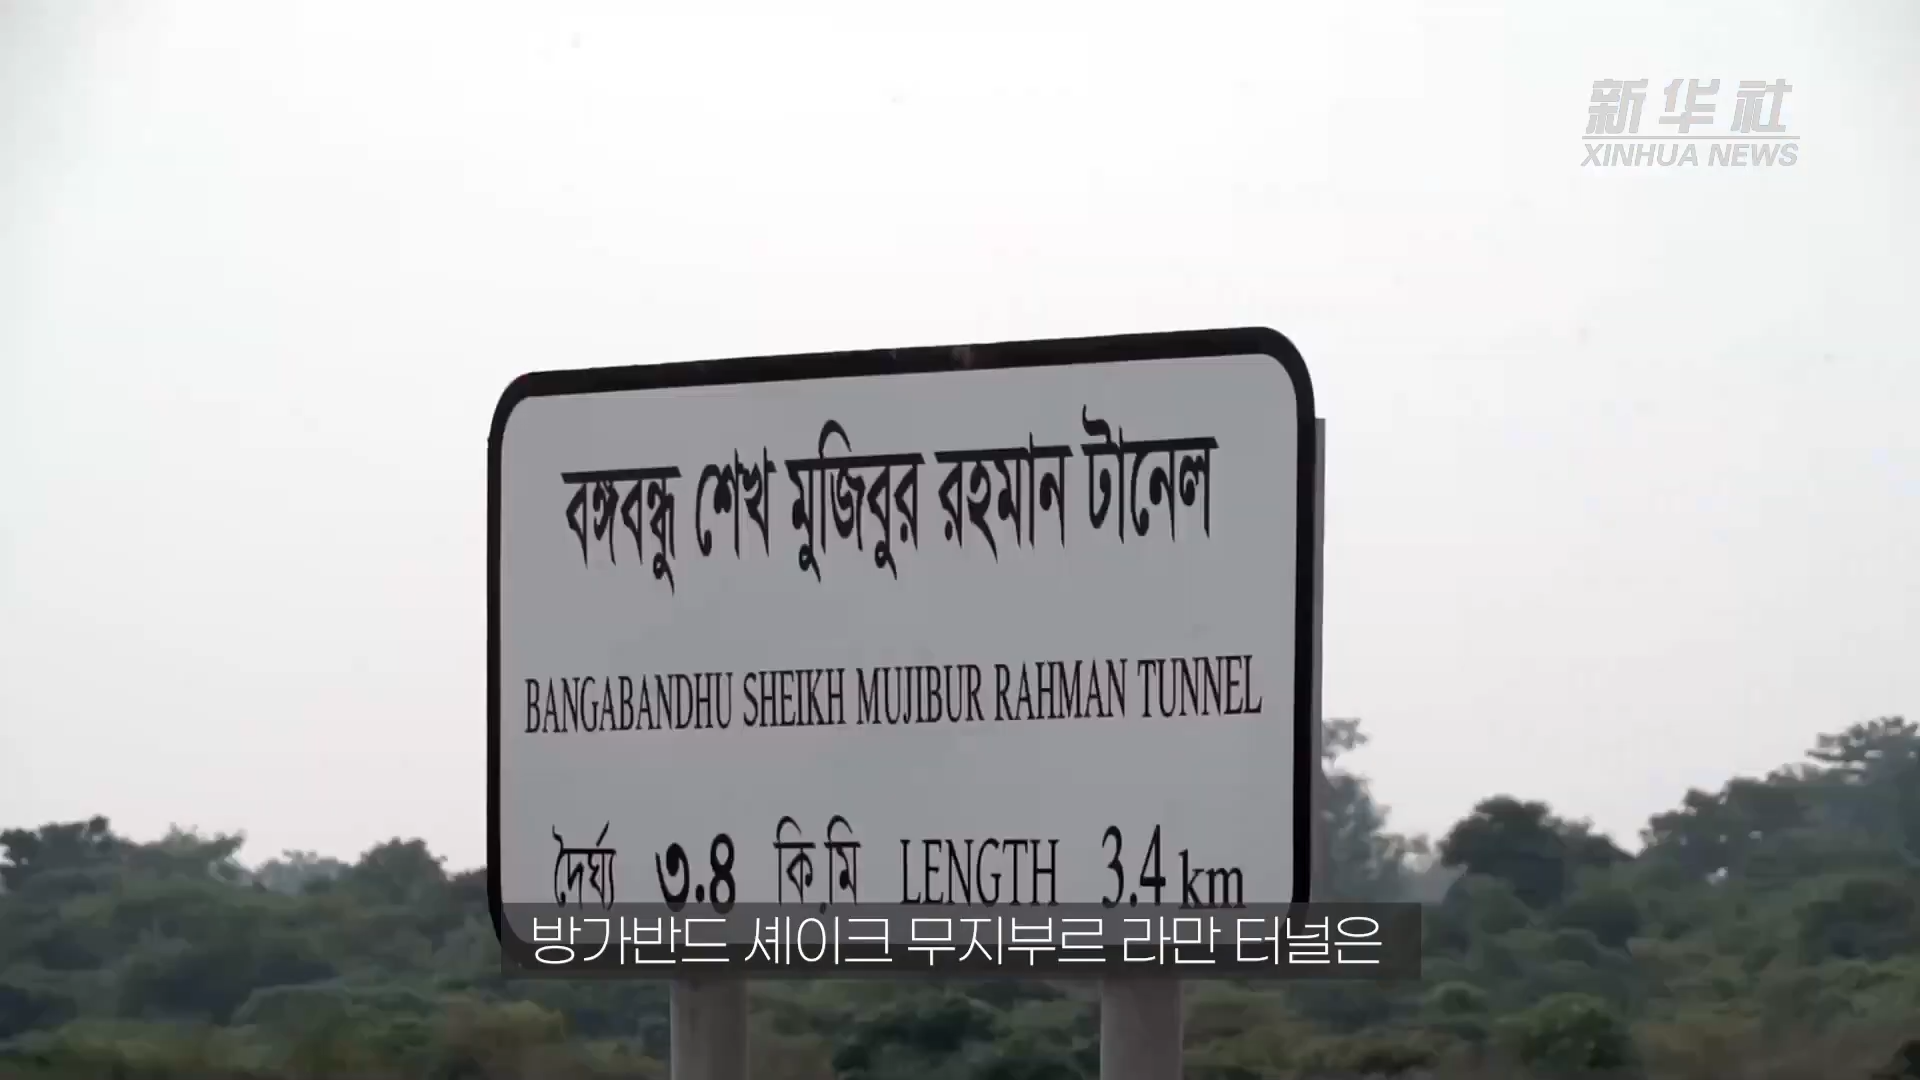 新华社
XINHUA NEWS
বঙ্গবন্ধু শেখ মুজিবুর রহমান টানেল
BANGABANDHU SHEIKH MUJIBUR RAHMAN TUNNEL
দৈর্ঘ্য ৩.৪ কি.মি LENGTH 3.4 km
방가반드 셰이크 무지부르 라만 터널은